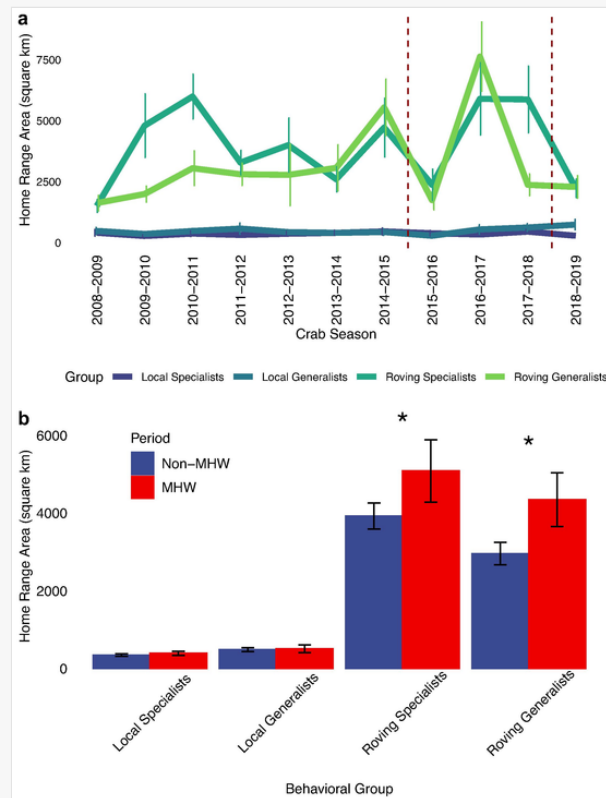 a
Home Range Area (square km)
7500
5000
2500
0
2008–2009
2009–2010
2010–2011
2011–2012
2012–2013
2013–2014
2014–2015
2015–2016
2016–2017
2017–2018
2018–2019
Crab Season
Group Local Specialists Local Generalists Roving Specialists Roving Generalists
b
Home Range Area (square km)
6000
4000
2000
0
Period
Non−MHW
MHW
*
*
Local Specialists
Local Generalists
Roving Specialists
Roving Generalists
Behavioral Group